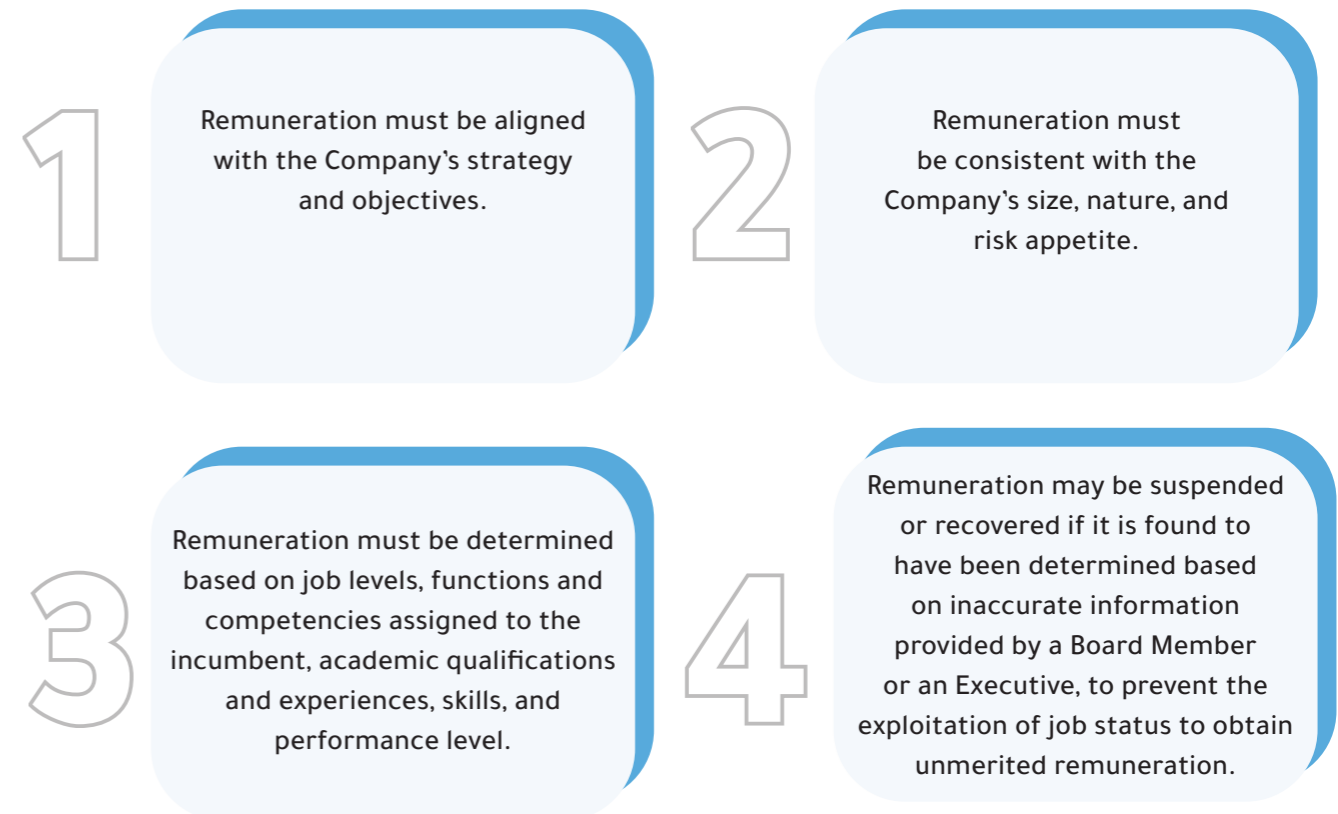 1
Remuneration must be aligned
with the Company’s strategy
and objectives.
2
Remuneration must
be consistent with the
Company’s size, nature, and
risk appetite.
3
Remuneration must be determined
based on job levels, functions and
competencies assigned to the
incumbent, academic qualifications
and experiences, skills, and
performance level.
4
Remuneration may be suspended
or recovered if it is found to
have been determined based
on inaccurate information
provided by a Board Member
or an Executive, to prevent the
exploitation of job status to obtain
unmerited remuneration.